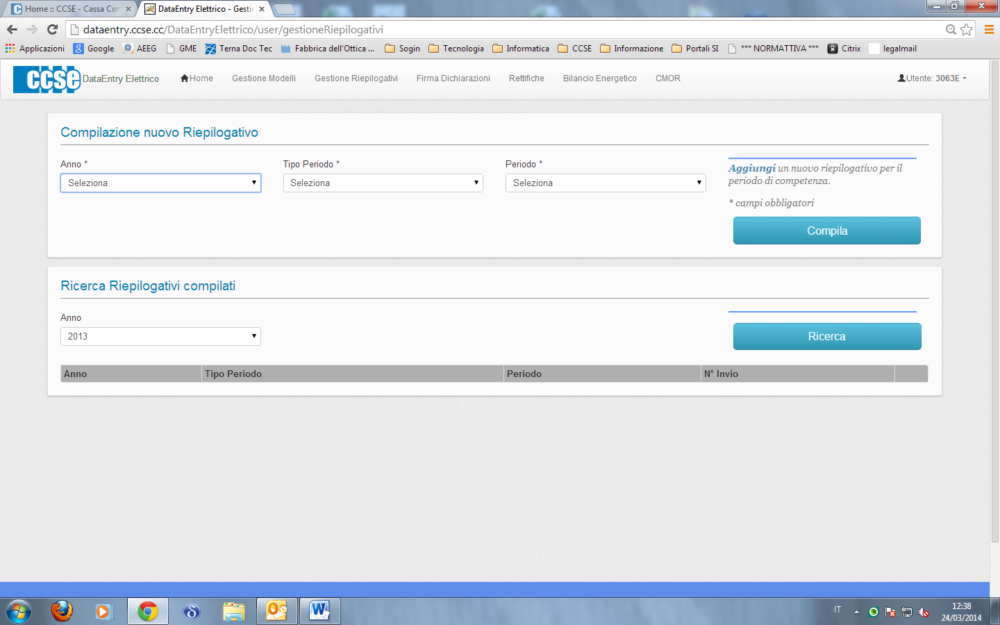 Home :: CCSE - Cassa Cor
DataEntry Elettrico - Gesti
dataentry.ccse.cc/DataEntryElettrico/user/gestioneRiepilogativi
Applicazioni Google AEEG GME Terna Doc Tec Fabbrica dell'Ottica ... Sogin Tecnologia Informatica CCSE Informazione Portali SI *** NORMATTIVA *** Citrix legalmail
ccse DataEntry Elettrico Home Gestione Modelli Gestione Riepilogativi Firma Dichiarazioni Rettifiche Bilancio Energetico CMOR Utente: 3063E
Compilazione nuovo Riepilogativo
Anno * Tipo Periodo * Periodo *
Seleziona Seleziona Seleziona
Aggiungi un nuovo riepilogativo per il
periodo di competenza.
* campi obbligatori
Compila
Ricerca Riepilogativi compilati
Anno
2013
Ricerca
Anno Tipo Periodo Periodo N° Invio
IT
12:38
24/03/2014